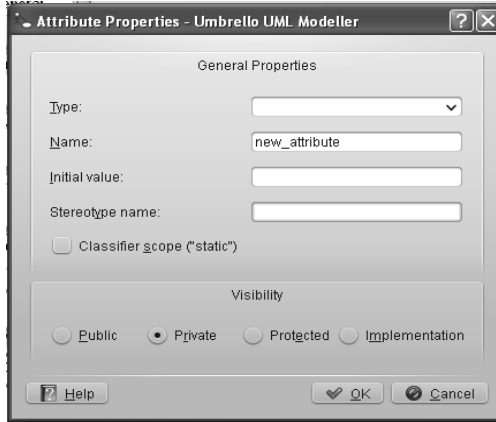 Attribute Properties - Umbrello UML Modeller
General Properties
Type:
Name: new_attribute
Initial value:
Stereotype name:
Classifier scope ("static")
Visibility
Public Private Protected Implementation
Help OK Cancel